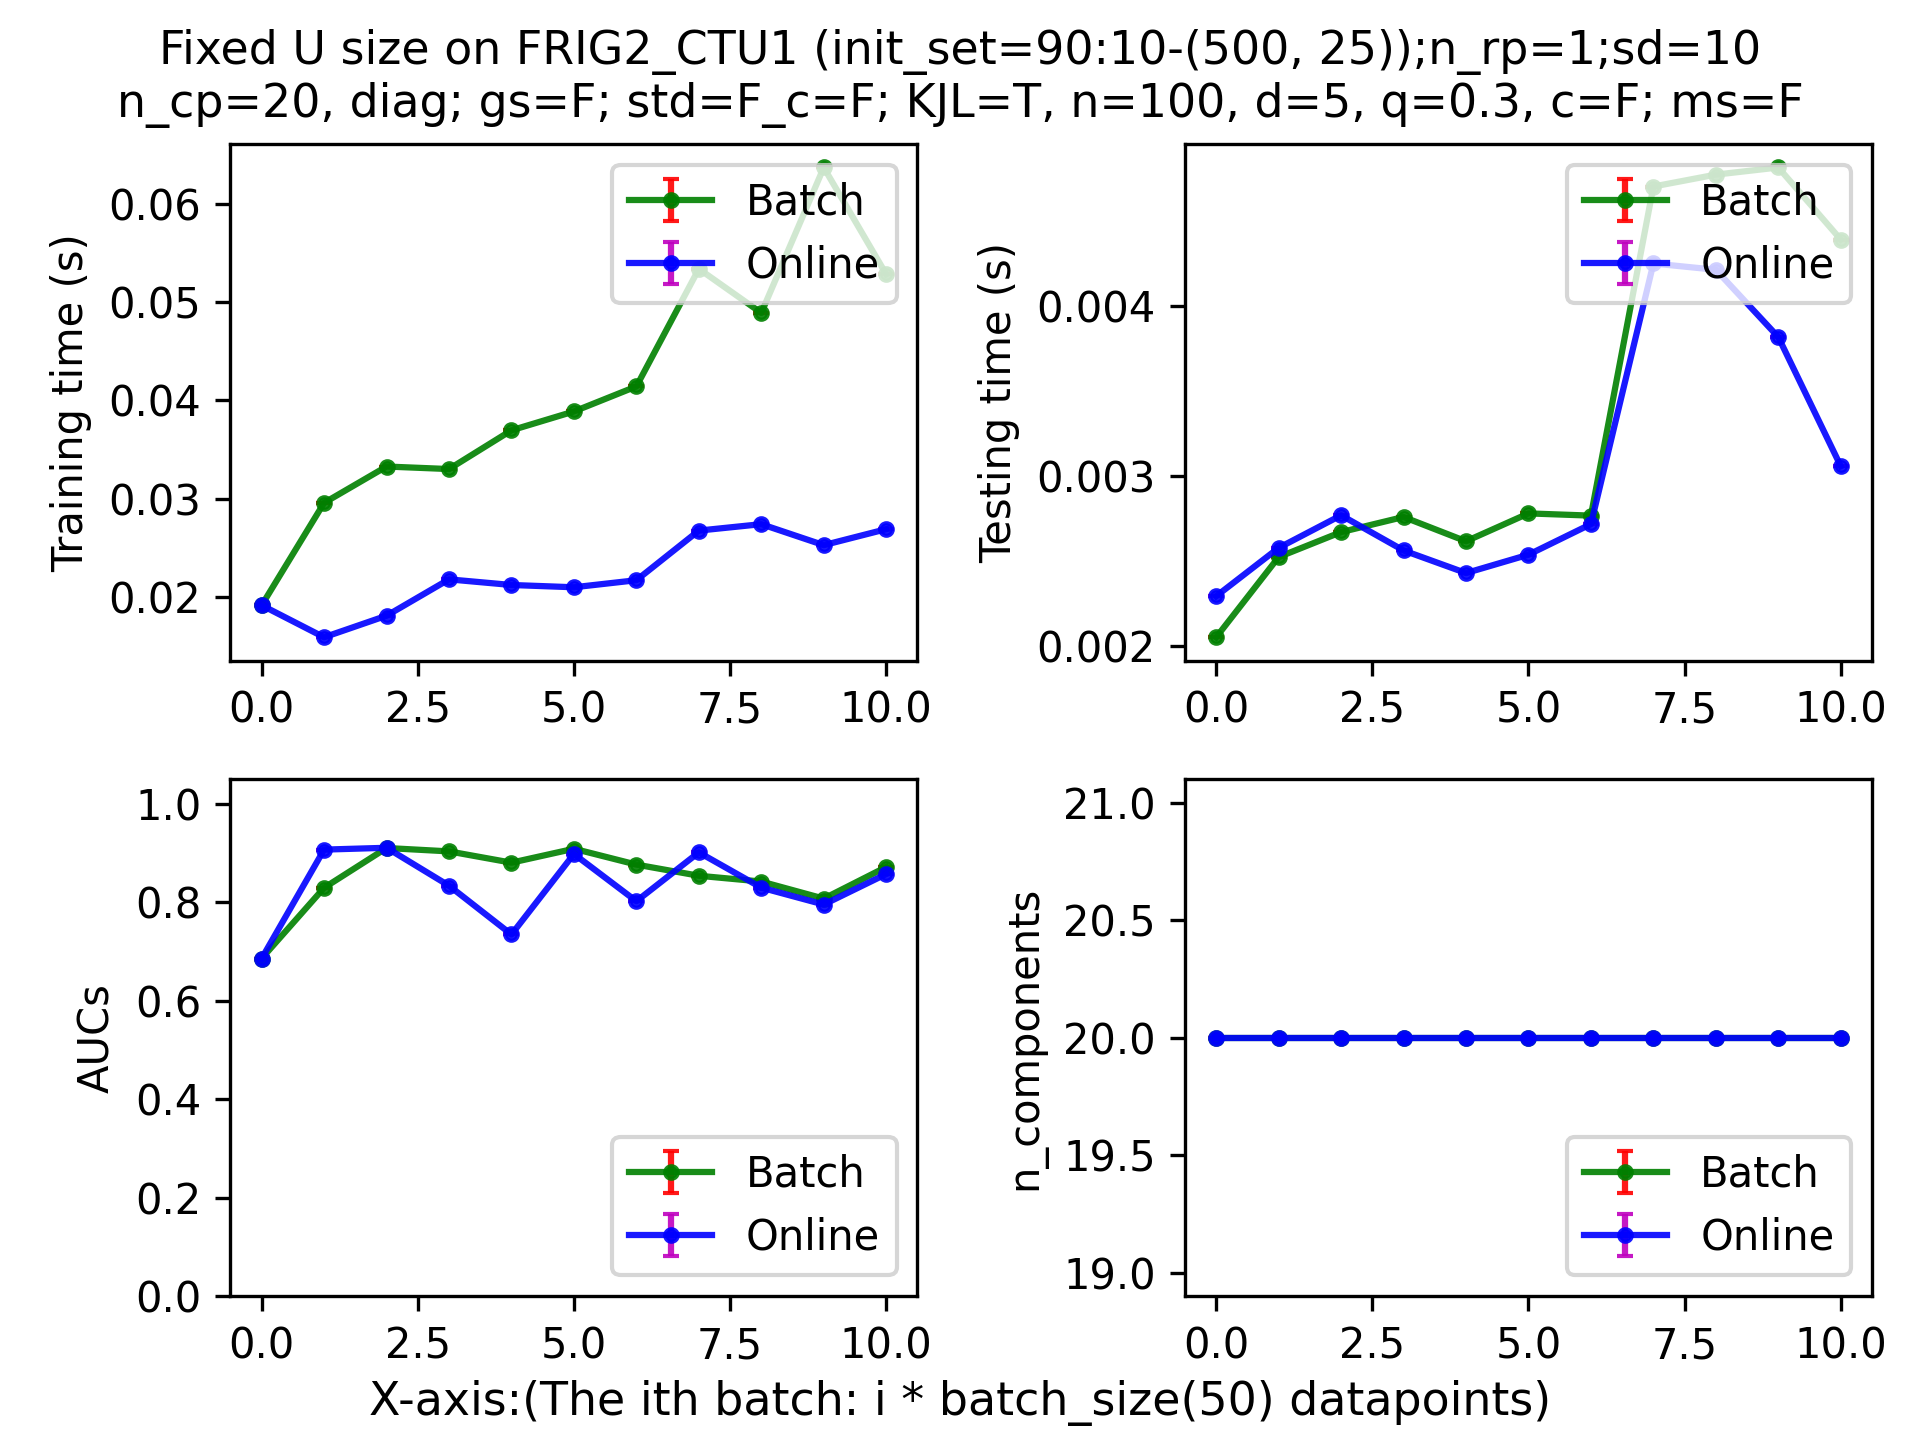 Fixed U size on FRIG2_CTU1 (init_set=90:10-(500, 25));n_rp=1;sd=10
n_cp=20, diag; gs=F; std=F_c=F; KJL=T, n=100, d=5, q=0.3, c=F; ms=F
Training time (s)
0.06
0.05
0.04
0.03
0.02
0.0 2.5 5.0 7.5 10.0
Batch
Online
Testing time (s)
0.004
0.003
0.002
0.0 2.5 5.0 7.5 10.0
Batch
Online
AUCs
1.0
0.8
0.6
0.4
0.2
0.0
0.0 2.5 5.0 7.5 10.0
Batch
Online
n_components
21.0
20.5
20.0
19.5
19.0
0.0 2.5 5.0 7.5 10.0
Batch
Online
X-axis:(The ith batch: i * batch_size(50) datapoints)